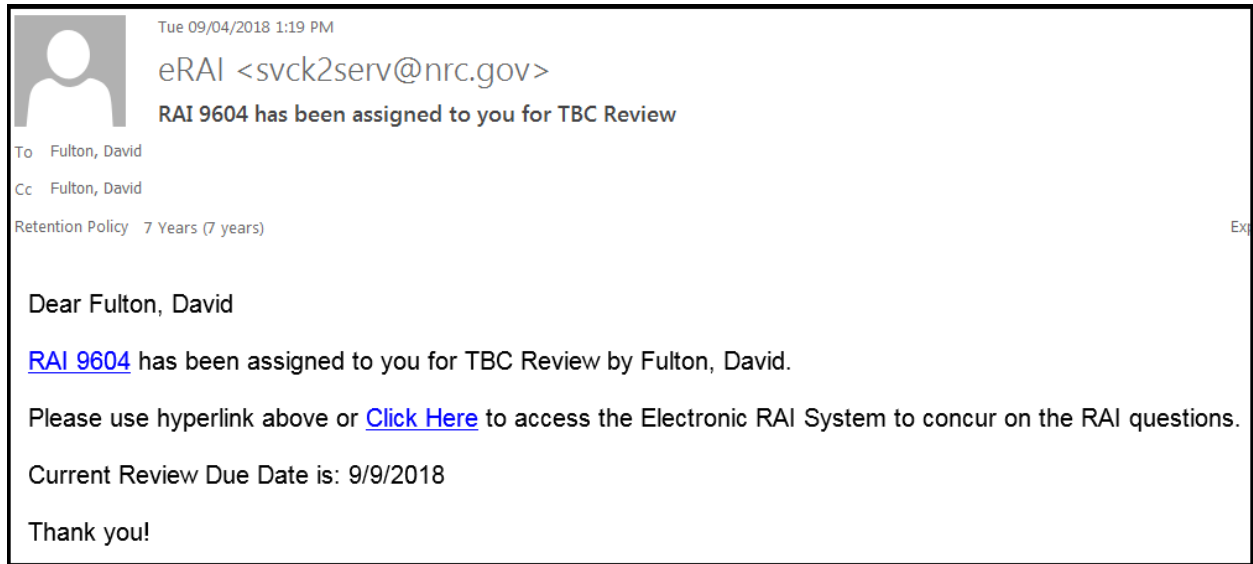 Tue 09/04/2018 1:19 PM
eRAI <svck2serv@nrc.gov>
RAI 9604 has been assigned to you for TBC Review
To Fulton, David
Cc Fulton, David
Retention Policy 7 Years (7 years) Exp
Dear Fulton, David
RAI 9604 has been assigned to you for TBC Review by Fulton, David.
Please use hyperlink above or Click Here to access the Electronic RAI System to concur on the RAI questions.
Current Review Due Date is: 9/9/2018
Thank you!